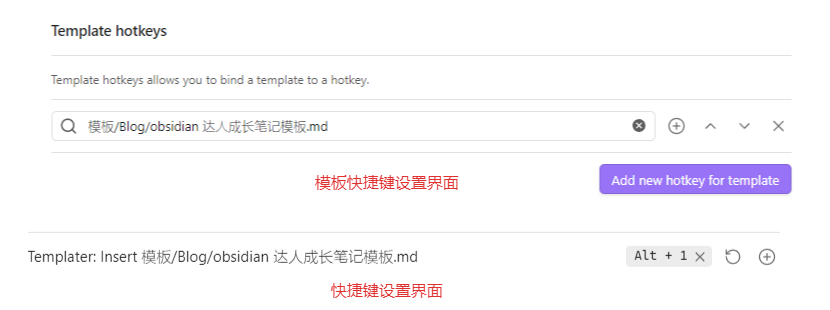 Template hotkeys
Template hotkeys allows you to bind a template to a hotkey.
模板/Blog/obsidian 达人成长笔记模板.md
模板快捷键设置界面
Add new hotkey for template
Templater: Insert 模板/Blog/obsidian 达人成长笔记模板.md
Alt + 1
快捷键设置界面